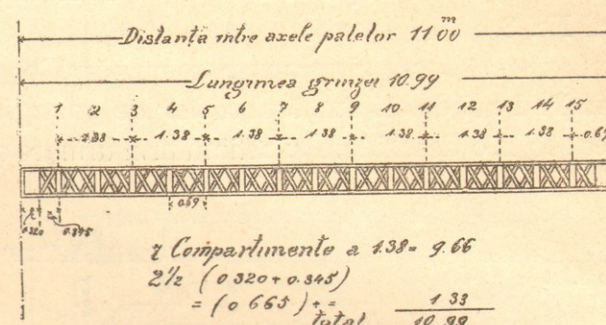 Distanța intre axele palelor 11 00 m
Lungimea grinzei 10.99
1 2 3 4 5 6 7 8 9 10 11 12 13 14 15
1.38 1.38 1.38 1.38 1.38 1.38 1.38
0.69
0.320 0.345
7 Compartimente a 1.38 = 9.66
2½ (0.320 + 0.345)
= (0 665) + = 1 33
total 10.99